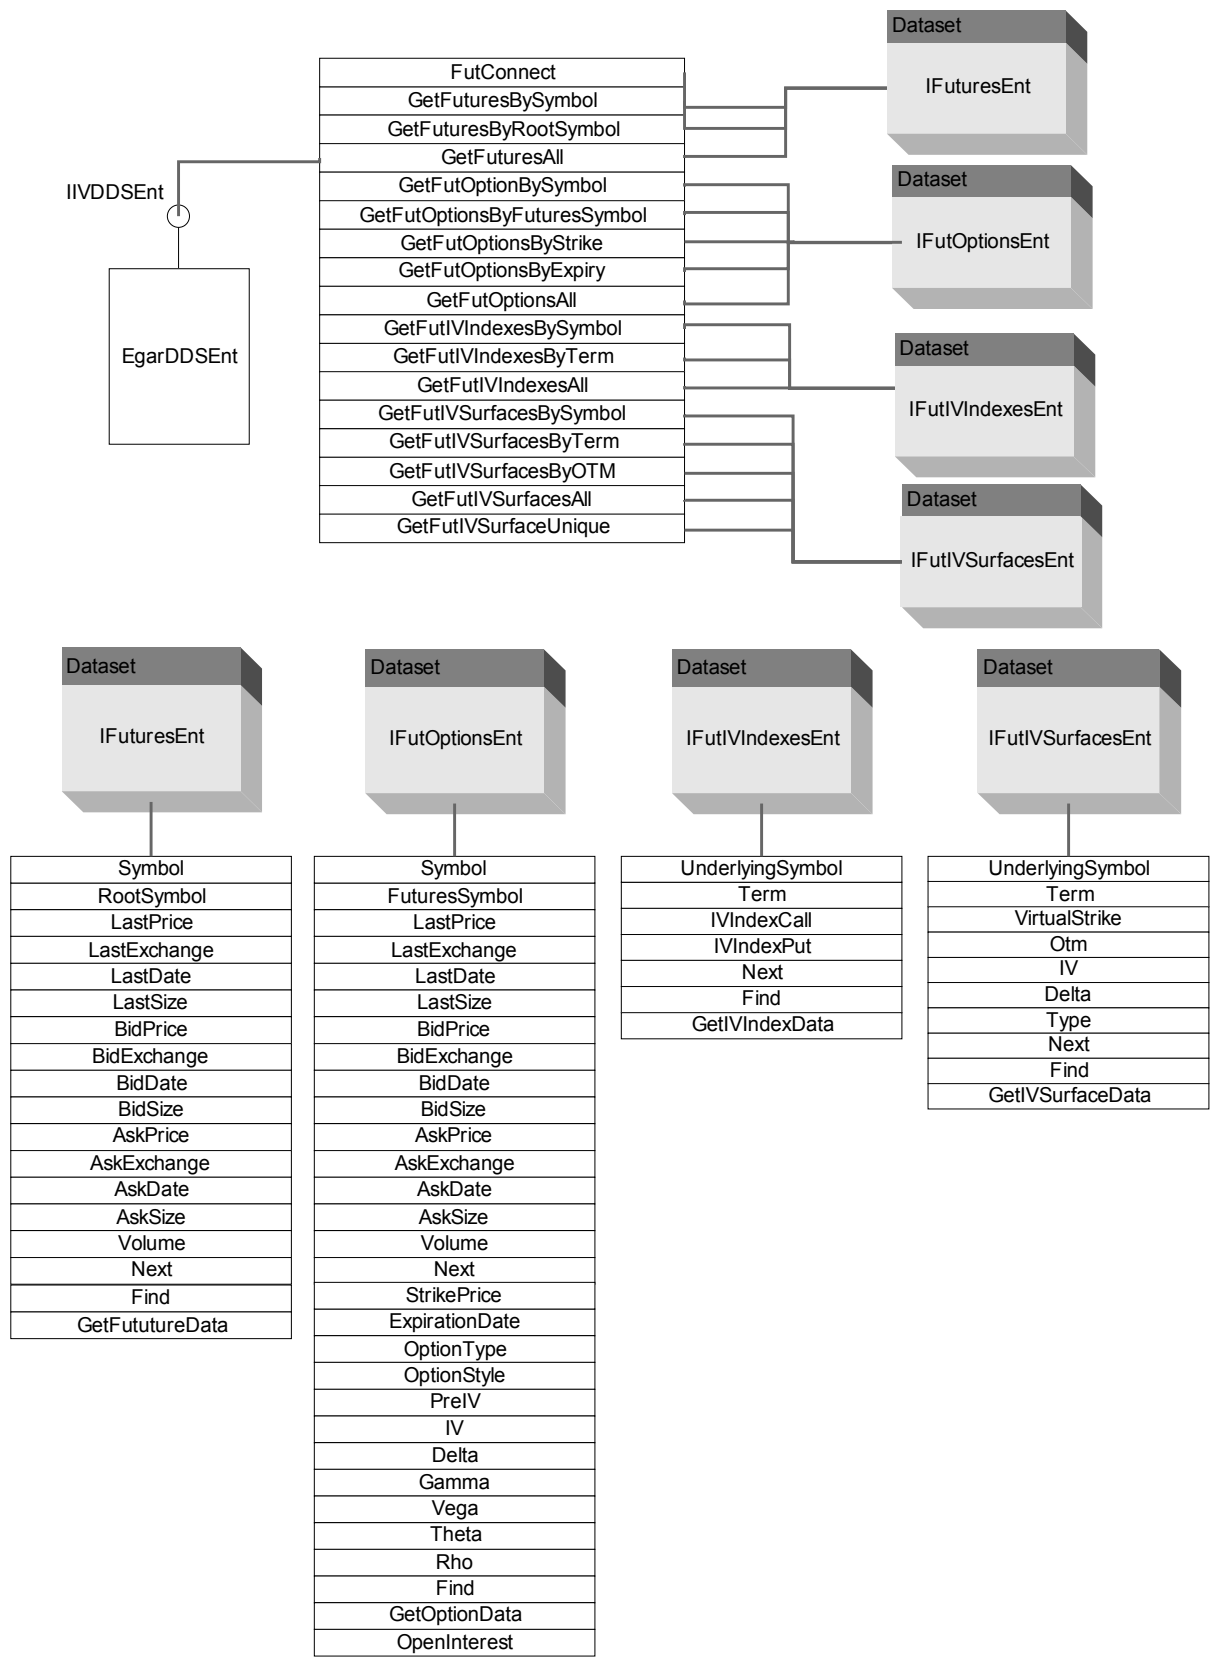 Dataset
IFuturesEnt
FutConnect
GetFuturesBySymbol
GetFuturesByRootSymbol
GetFuturesAll
GetFutOptionBySymbol
GetFutOptionsByFuturesSymbol
GetFutOptionsByStrike
GetFutOptionsByExpiry
GetFutOptionsAll
GetFutIVIndexesBySymbol
GetFutIVIndexesByTerm
GetFutIVIndexesAll
GetFutIVSurfacesBySymbol
GetFutIVSurfacesByTerm
GetFutIVSurfacesByOTM
GetFutIVSurfacesAll
GetFutIVSurfaceUnique
IIVDDSEnt
EgarDDSEnt
Dataset
IFutOptionsEnt
Dataset
IFutIVIndexesEnt
Dataset
IFutIVSurfacesEnt
Dataset
IFuturesEnt
Symbol
RootSymbol
LastPrice
LastExchange
LastDate
LastSize
BidPrice
BidExchange
BidDate
BidSize
AskPrice
AskExchange
AskDate
AskSize
Volume
Next
Find
GetFututureData
Dataset
IFutOptionsEnt
Symbol
FuturesSymbol
LastPrice
LastExchange
LastDate
LastSize
BidPrice
BidExchange
BidDate
BidSize
AskPrice
AskExchange
AskDate
AskSize
Volume
Next
StrikePrice
ExpirationDate
OptionType
OptionStyle
PreIV
IV
Delta
Gamma
Vega
Theta
Rho
Find
GetOptionData
OpenInterest
Dataset
IFutIVIndexesEnt
UnderlyingSymbol
Term
IVIndexCall
IVIndexPut
Next
Find
GetIVIndexData
Dataset
IFutIVSurfacesEnt
UnderlyingSymbol
Term
VirtualStrike
Otm
IV
Delta
Type
Next
Find
GetIVSurfaceData